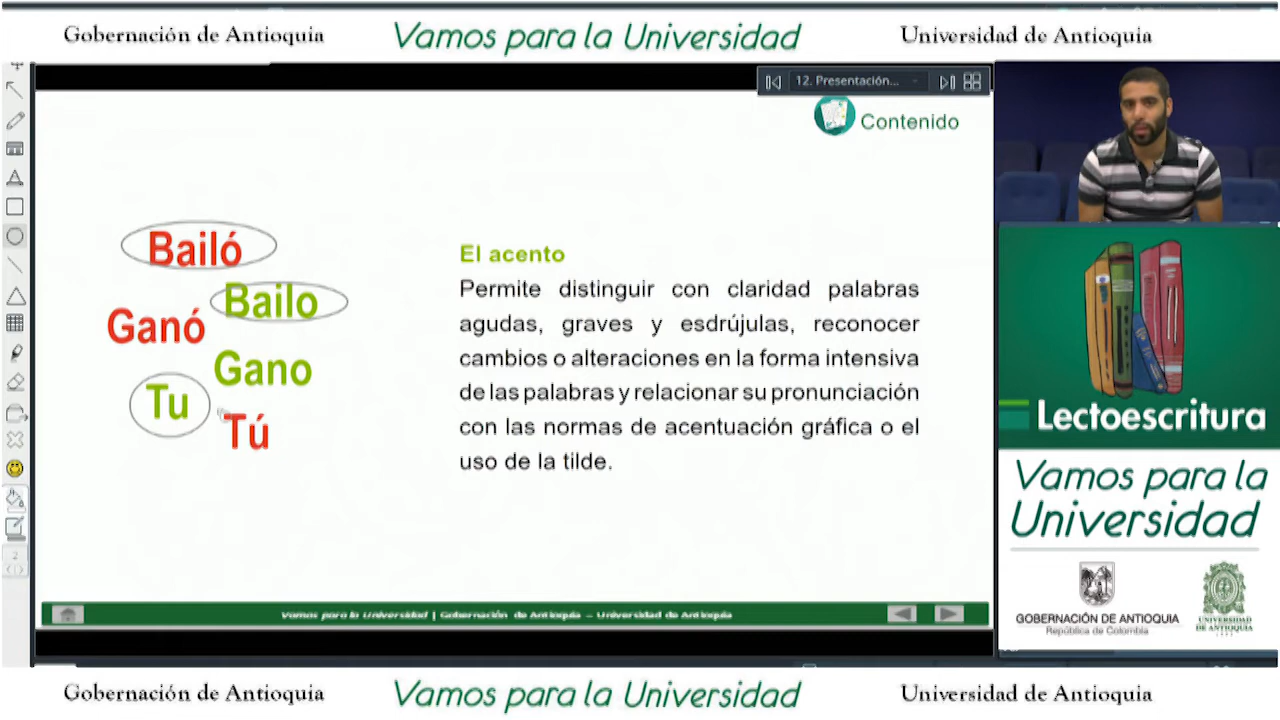 Gobernación de Antioquia
Vamos para la Universidad
Universidad de Antioquia
12. Presentación...
Contenido
Bailó
Bailo
Ganó
Gano
Tu
Tú
El acento
Permite distinguir con claridad palabras
agudas, graves y esdrújulas, reconocer
cambios o alteraciones en la forma intensiva
de las palabras y relacionar su pronunciación
con las normas de acentuación gráfica o el
uso de la tilde.
Vamos para la Universidad | Gobernación de Antioquia – Universidad de Antioquia
2
Lectoescritura
Vamos para la
Universidad
GOBERNACIÓN DE ANTIOQUIA
República de Colombia
UNIVERSIDAD
DE ANTIOQUIA
Gobernación de Antioquia
Vamos para la Universidad
Universidad de Antioquia